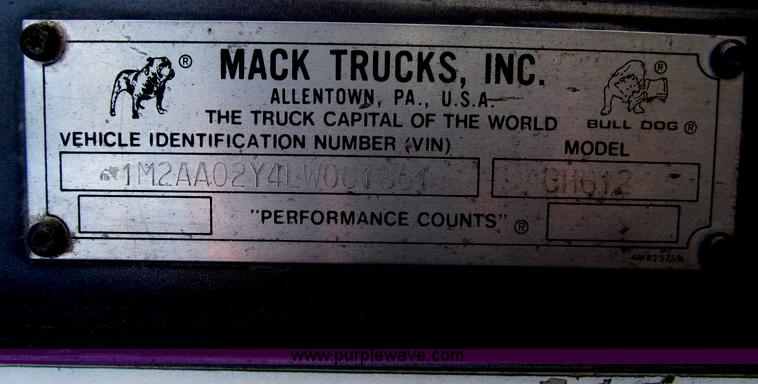 ® MACK TRUCKS, INC. ®
ALLENTOWN, PA., U.S.A.
THE TRUCK CAPITAL OF THE WORLD BULL DOG ®
VEHICLE IDENTIFICATION NUMBER (VIN) MODEL
CH612
"PERFORMANCE COUNTS" ®
www.purplewave.com